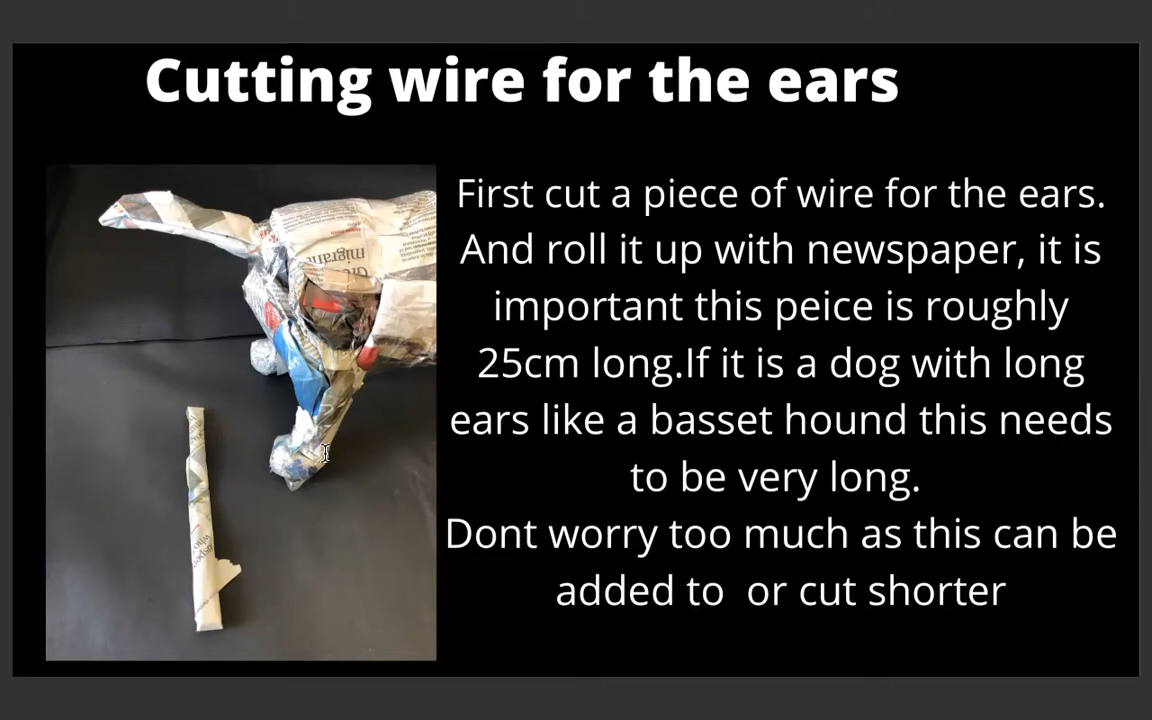 Cutting wire for the ears
First cut a piece of wire for the ears.
And roll it up with newspaper, it is
important this peice is roughly
25cm long.If it is a dog with long
ears like a basset hound this needs
to be very long.
Dont worry too much as this can be
added to  or cut shorter